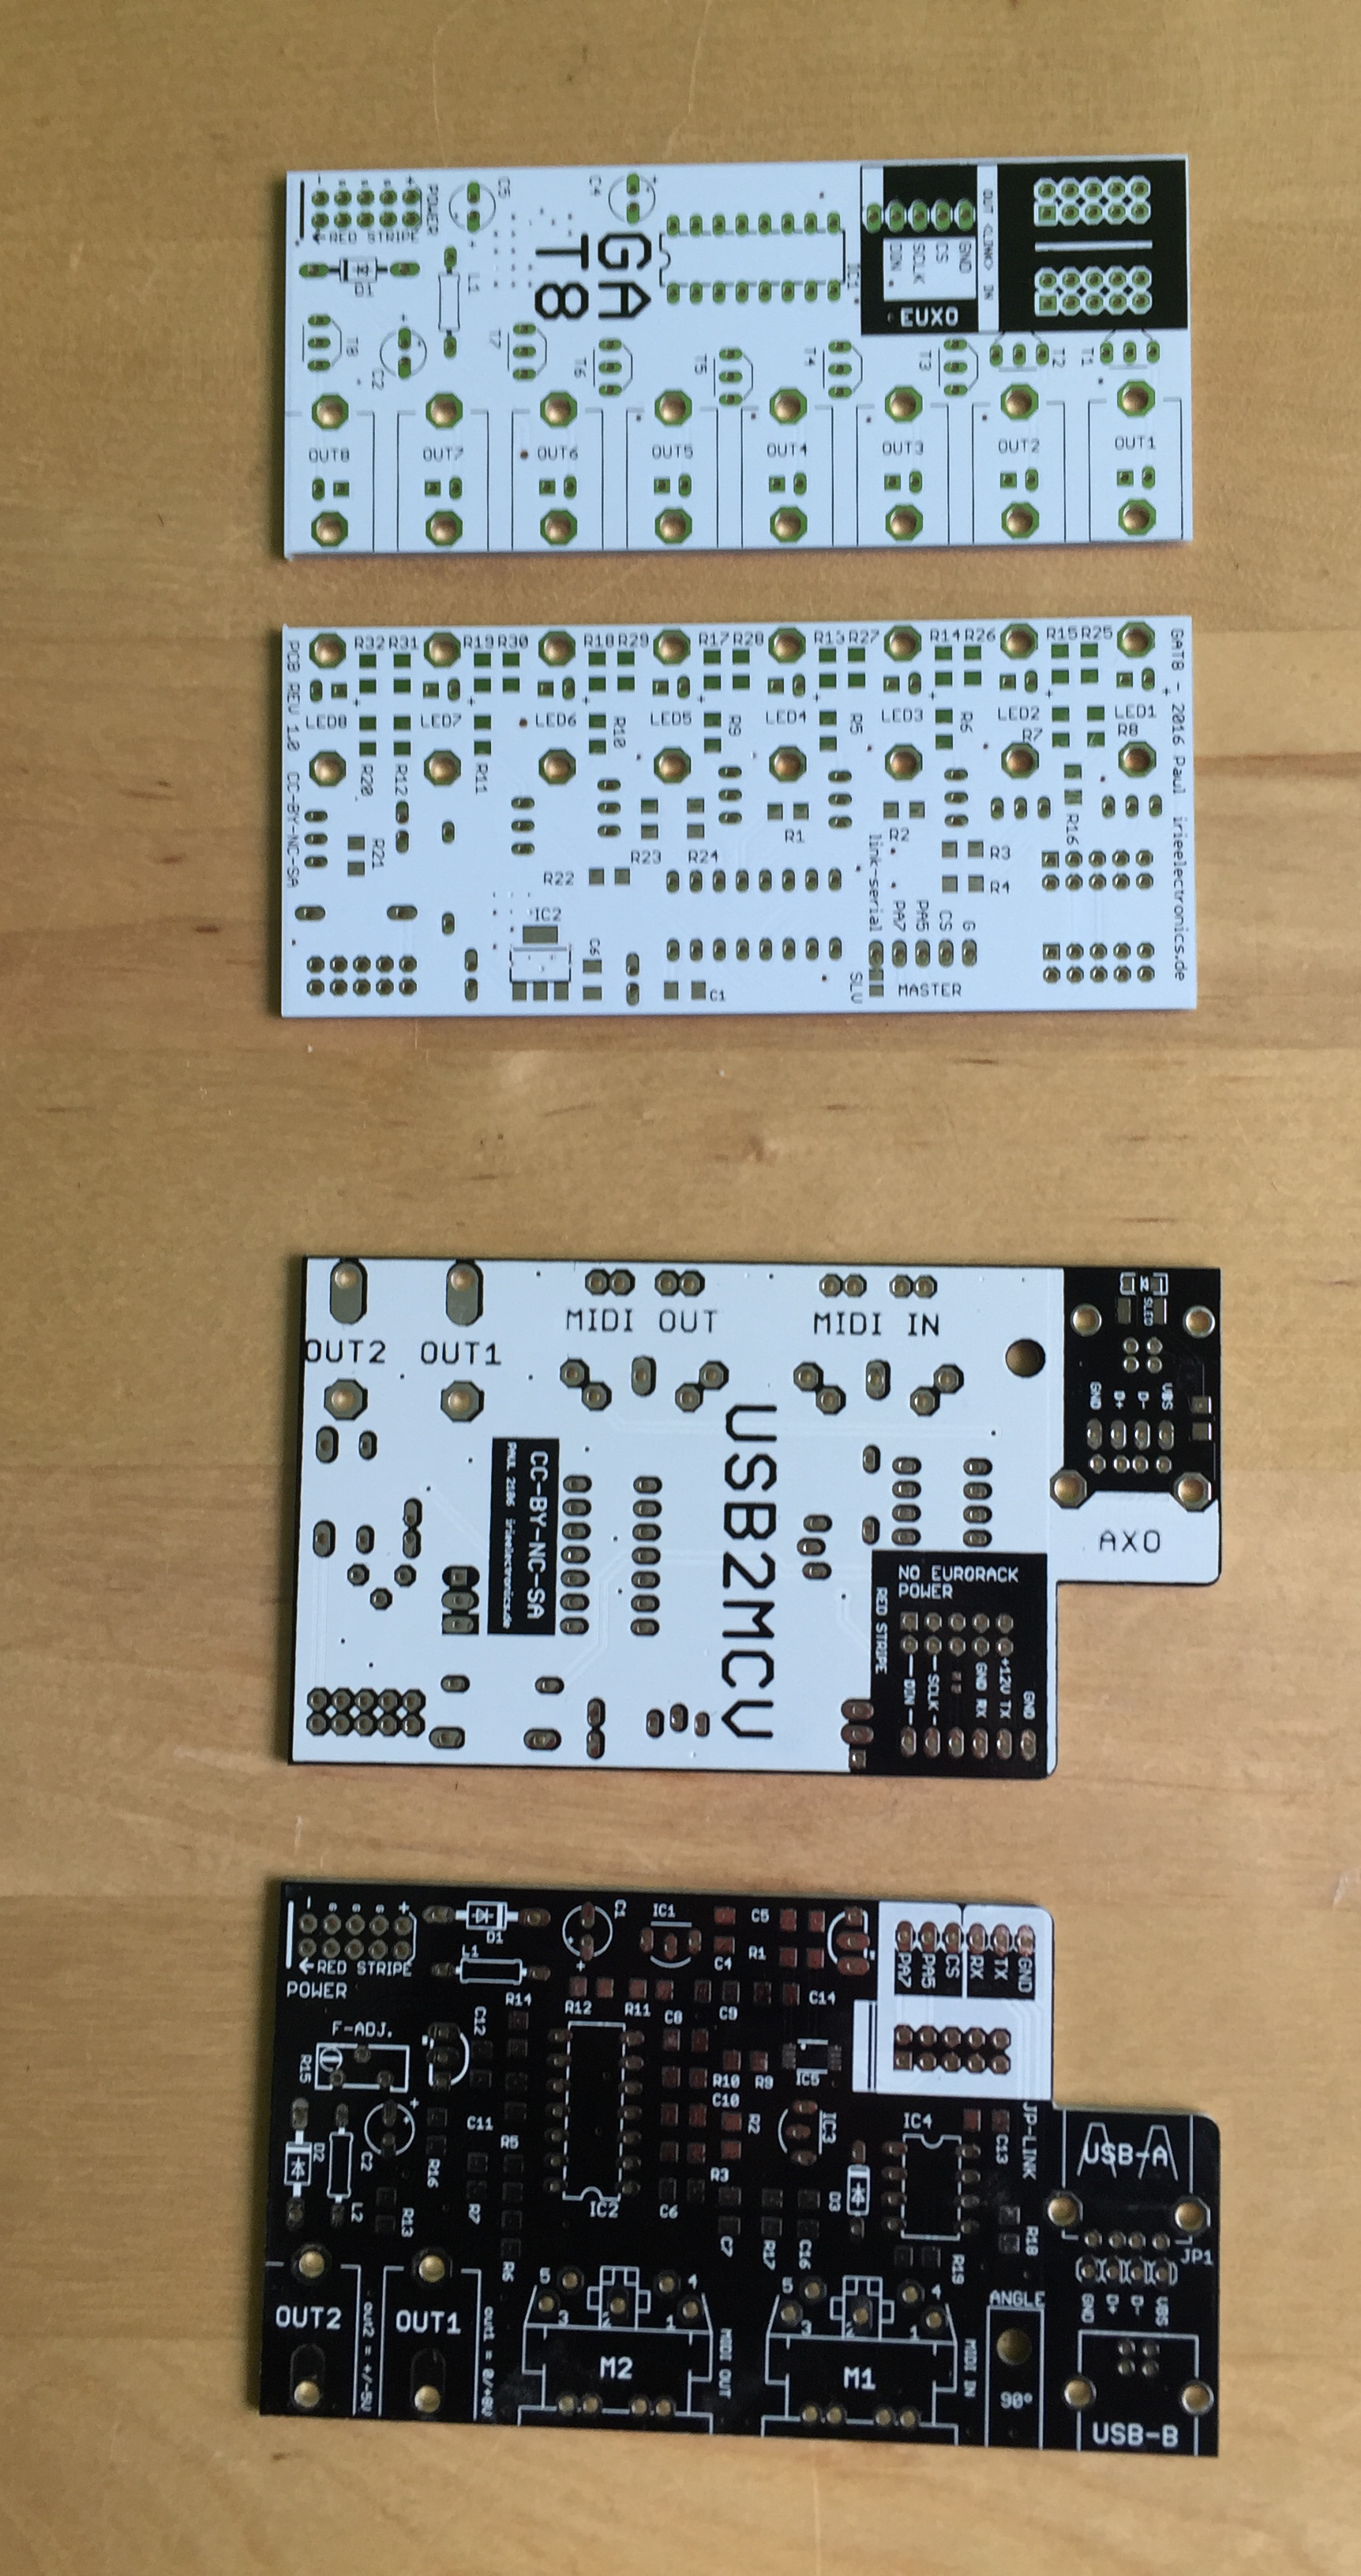 POWER
RED STRIPE
C5
C4
GA
T8
IC1
OUT <LINK> IN
GND
CS
SCLK
DIN
EUXO
D1
L1
C2
T8
T7
T6
T5
T4
T3
T2
T1
OUT8
OUT7
OUT6
OUT5
OUT4
OUT3
OUT2
OUT1
R32 R31 R19 R30 R18 R29 R17 R28 R13 R27 R14 R26 R15 R25
LED8
LED7
LED6
LED5
LED4
LED3
LED2
LED1
R20
R12
R11
R10
R9
R5
R6
R7
R8
R21
R22
R23
R24
R1
R2
R3
R4
R16
IC2
C6
C1
link-serial
PA7
PA5
CS
G
SLV
MASTER
PCB REV 1.0 CC-BY-NC-SA
GAT8 - 2016 Paul irieelectronics.de
OUT2
OUT1
MIDI OUT
MIDI IN
USB2MCV
CC-BY-NC-SA
PAUL 2106 irieelectronics.de
SLED
GND
D+
D-
VBS
AXO
NO EURORACK
POWER
RED STRIPE
DIN
SCLK
GND RX
+12V TX
GND
RED STRIPE
POWER
D1
L1
C1
IC1
C5
C4
R1
R14
R12
R11
C8
C9
C14
PA7
PA5
CS
RX
TX
GND
F-ADJ.
R15
C12
R10
R9
C10
IC5
IC3
IC4
C13
JP-LINK
USB-A
D2
L2
C2
C11
R5
R16
R13
R7
R6
IC2
R2
R3
C6
C7
R17
C16
D3
R19
R18
JP1
GND
D+
D-
VBS
OUT2
out2 = +/-5V
OUT1
M2
MIDI OUT
M1
MIDI IN
ANGLE
90°
USB-B